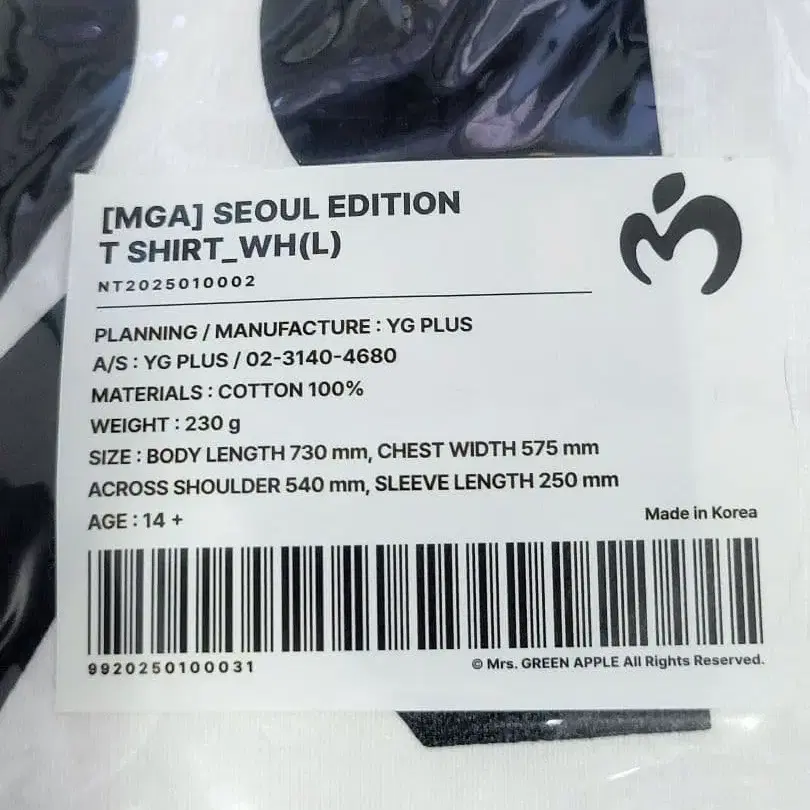 [MGA] SEOUL EDITION
T SHIRT_WH(L)
NT2025010002
PLANNING / MANUFACTURE : YG PLUS
A/S : YG PLUS / 02-3140-4680
MATERIALS : COTTON 100%
WEIGHT : 230 g
SIZE : BODY LENGTH 730 mm, CHEST WIDTH 575 mm
ACROSS SHOULDER 540 mm, SLEEVE LENGTH 250 mm
AGE : 14 +
Made in Korea
9920250100031
© Mrs. GREEN APPLE All Rights Reserved.